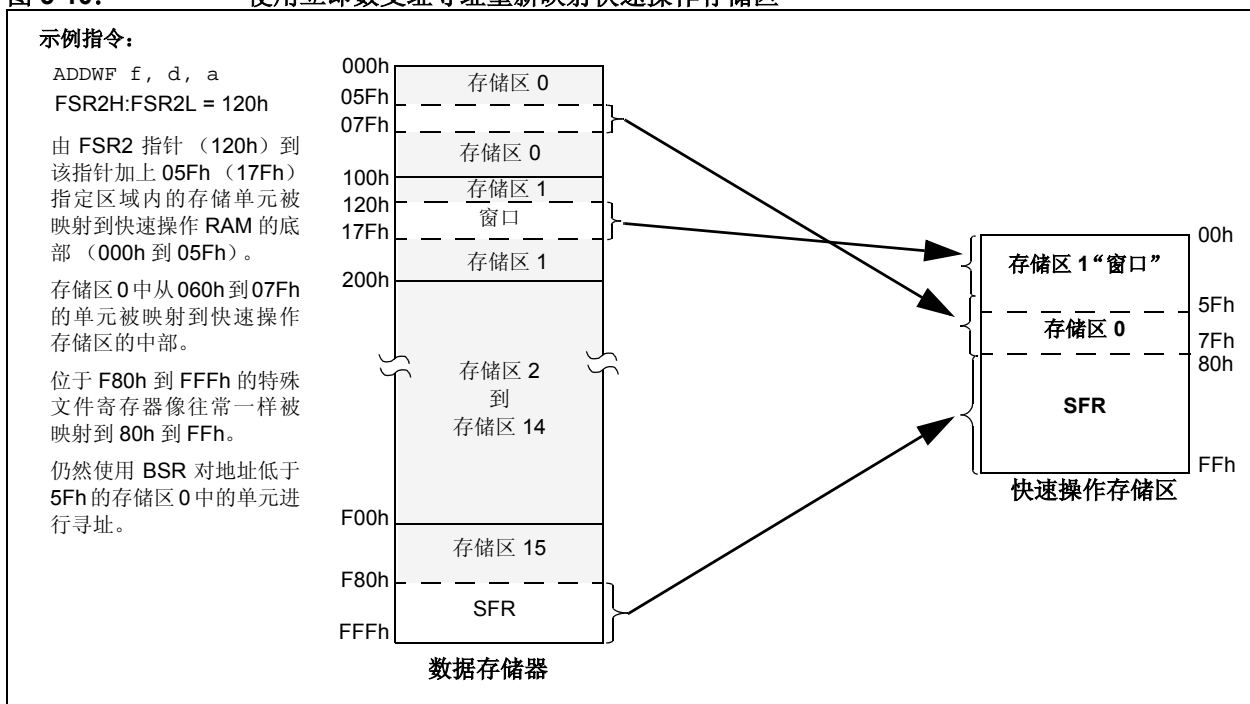 示例指令：
ADDWF f, d, a
FSR2H:FSR2L = 120h
由 FSR2 指针 （120h）到
该指针加上 05Fh （17Fh）
指定区域内的存储单元被
映射到快速操作 RAM 的底
部 （000h 到 05Fh）。
存储区 0 中从 060h 到 07Fh
的单元被映射到快速操作
存储区的中部。
位于 F80h 到 FFFh 的特殊
文件寄存器像往常一样被
映射到 80h 到 FFh。
仍然使用 BSR 对地址低于
5Fh 的存储区 0 中的单元进
行寻址。
000h
存储区 0
05Fh
07Fh
存储区 0
100h
存储区 1
120h
窗口
17Fh
存储区 1
200h
存储区 2
到
存储区 14
F00h
存储区 15
F80h
SFR
FFFh
数据存储器
00h
存储区 1“窗口”
5Fh
存储区 0
7Fh
80h
SFR
FFh
快速操作存储区